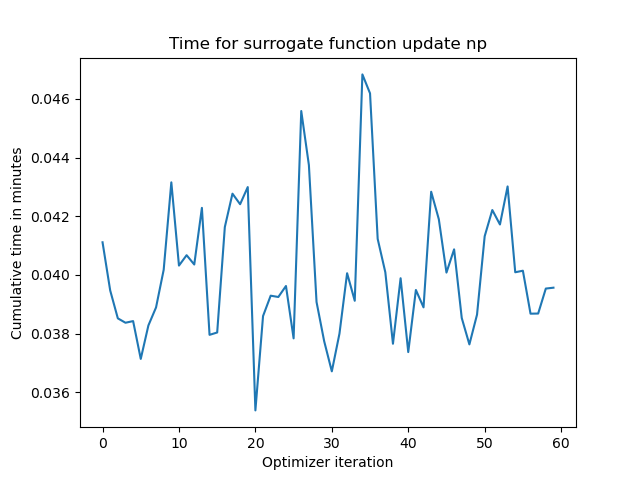 Time for surrogate function update np
Cumulative time in minutes
0.046
0.044
0.042
0.040
0.038
0.036
0 10 20 30 40 50 60
Optimizer iteration